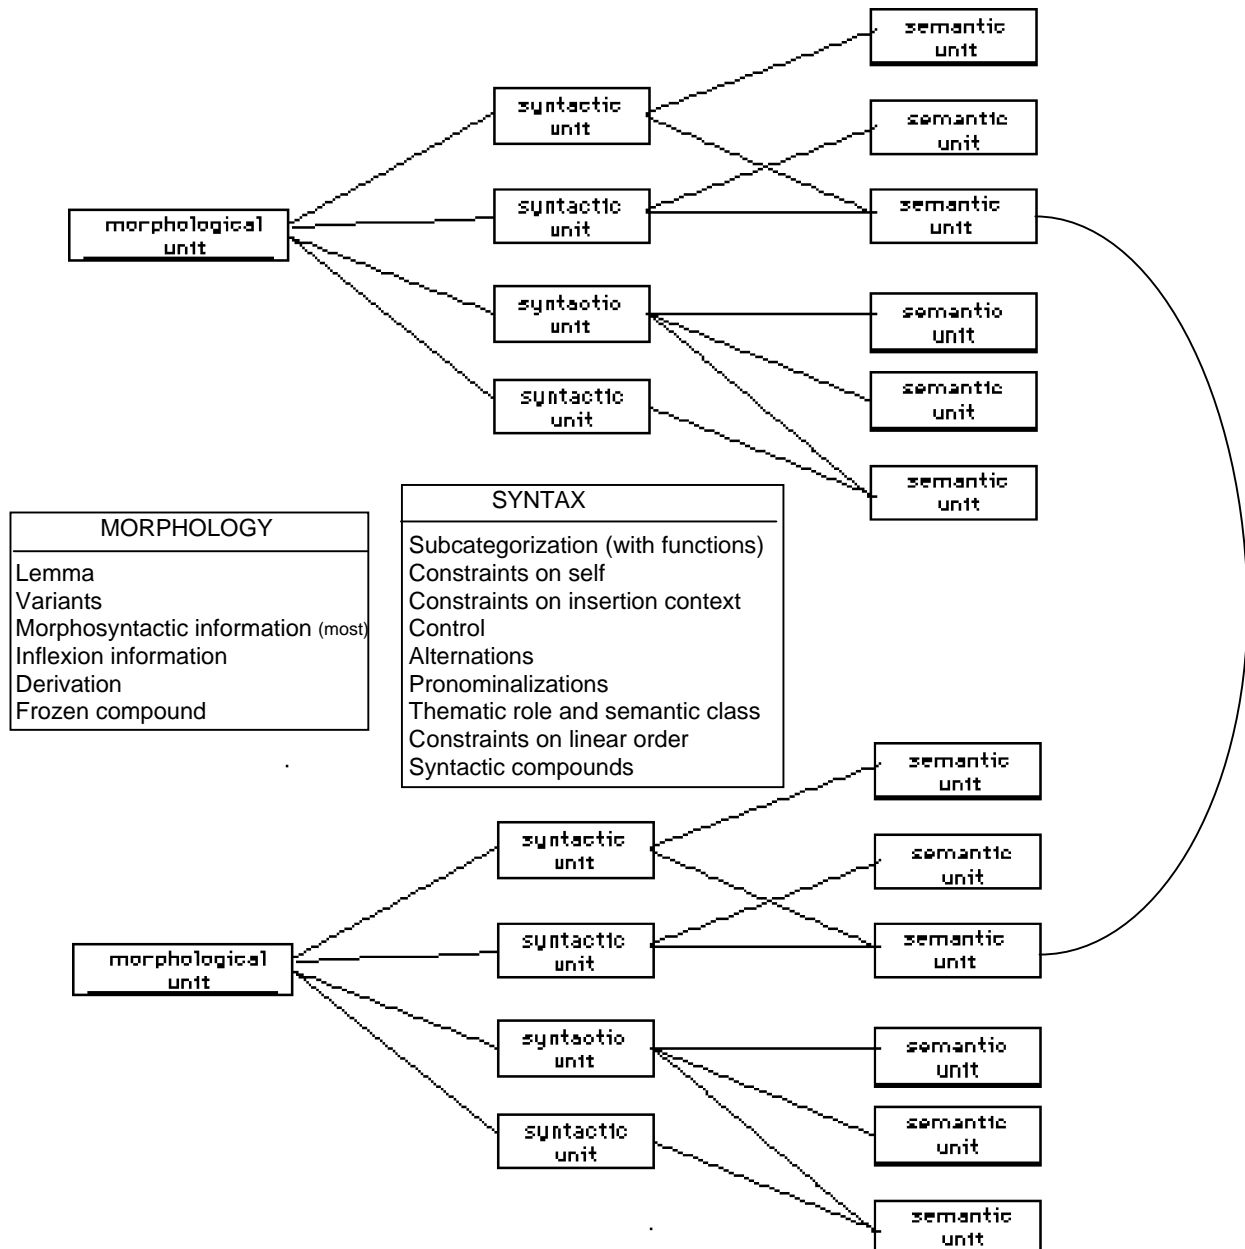 semantic
unit
syntactic
unit
semantic
unit
morphological
unit
syntactic
unit
semantic
unit
syntactic
unit
semantic
unit
syntactic
unit
semantic
unit
semantic
unit
MORPHOLOGY
Lemma
Variants
Morphosyntactic information (most)
Inflexion information
Derivation
Frozen compound
SYNTAX
Subcategorization (with functions)
Constraints on self
Constraints on insertion context
Control
Alternations
Pronominalizations
Thematic role and semantic class
Constraints on linear order
Syntactic compounds
semantic
unit
syntactic
unit
semantic
unit
morphological
unit
syntactic
unit
semantic
unit
syntactic
unit
semantic
unit
syntactic
unit
semantic
unit
semantic
unit